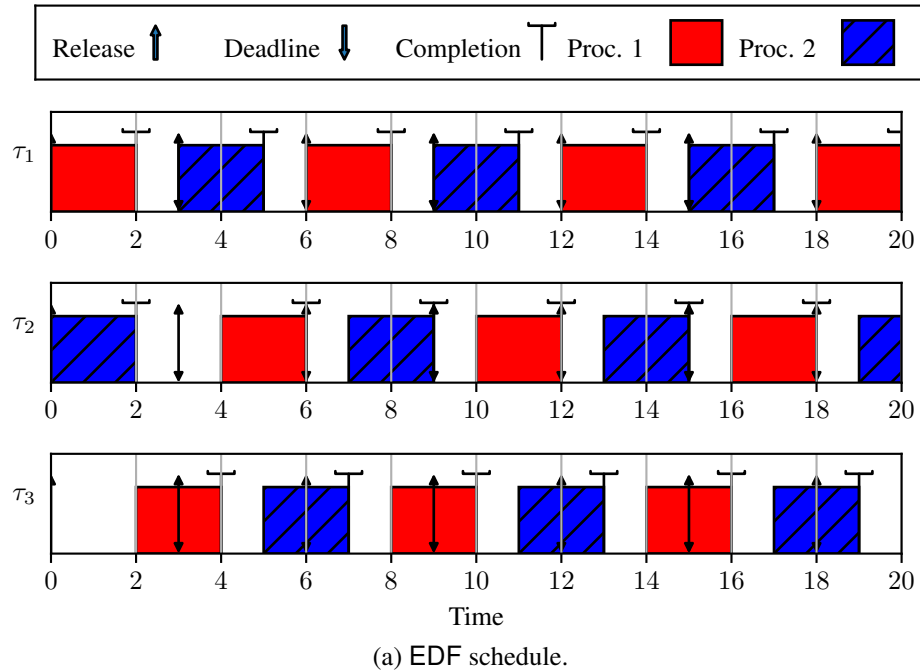 Release Deadline Completion Proc. 1 Proc. 2
τ1
0 2 4 6 8 10 12 14 16 18 20
τ2
0 2 4 6 8 10 12 14 16 18 20
τ3
0 2 4 6 8 10 12 14 16 18 20
Time
(a) EDF schedule.